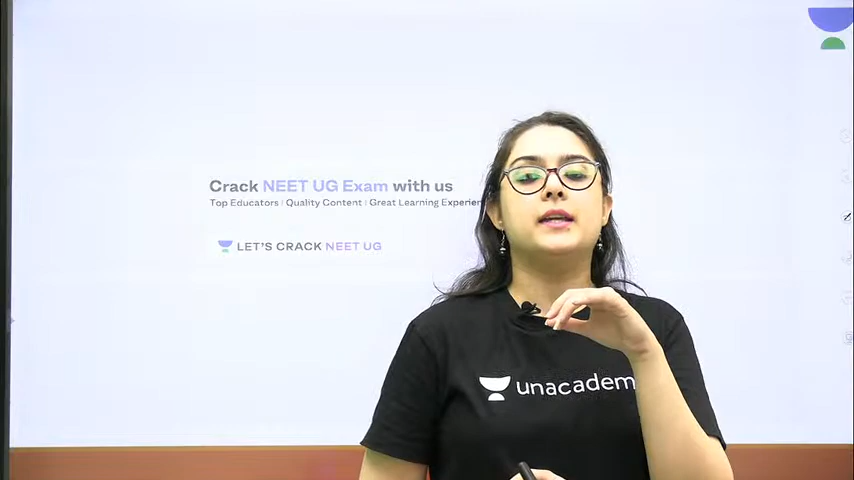 Crack NEET UG Exam with us
Top Educators | Quality Content | Great Learning Experien
LET'S CRACK NEET UG
unacadem